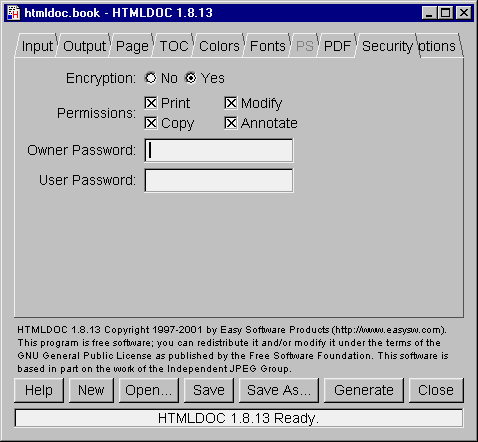 htmldoc.book - HTMLDOC 1.8.13
Input Output Page TOC Colors Fonts PS PDF Security ptions
Encryption: No Yes
Permissions: Print Modify
Copy Annotate
Owner Password:
User Password:
HTMLDOC 1.8.13 Copyright 1997-2001 by Easy Software Products (http://www.easysw.com).
This program is free software; you can redistribute it and/or modify it under the terms of the
GNU General Public License as published by the Free Software Foundation. This software is
based in part on the work of the Independent JPEG Group.
Help New Open... Save Save As... Generate Close
HTMLDOC 1.8.13 Ready.